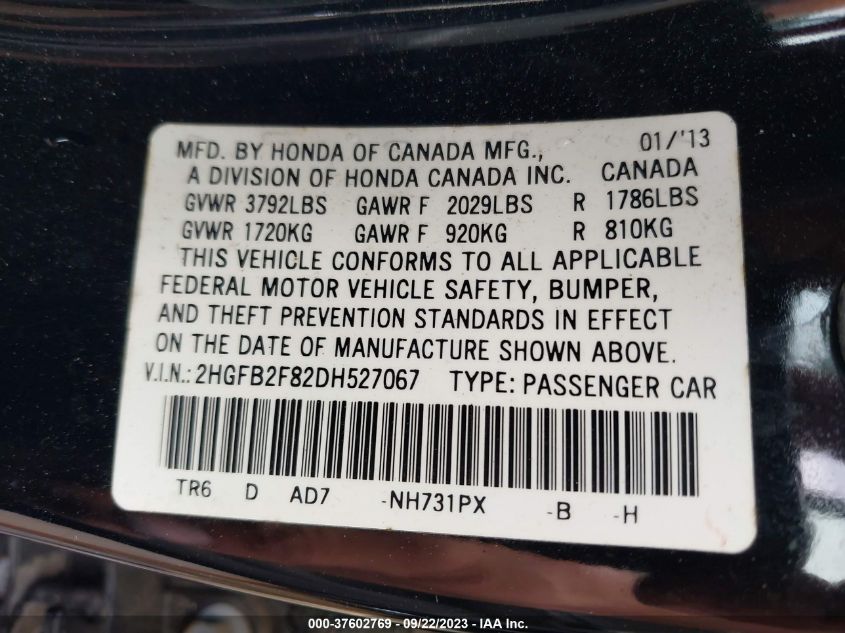 MFD. BY HONDA OF CANADA MFG., 01/'13
A DIVISION OF HONDA CANADA INC. CANADA
GVWR 3792LBS GAWR F 2029LBS R 1786LBS
GVWR 1720KG GAWR F 920KG R 810KG
THIS VEHICLE CONFORMS TO ALL APPLICABLE
FEDERAL MOTOR VEHICLE SAFETY, BUMPER,
AND THEFT PREVENTION STANDARDS IN EFFECT
ON THE DATE OF MANUFACTURE SHOWN ABOVE.
V.I.N.: 2HGFB2F82DH527067 TYPE: PASSENGER CAR
TR6 D AD7 -NH731PX -B -H
000-37602769 - 09/22/2023 - IAA Inc.